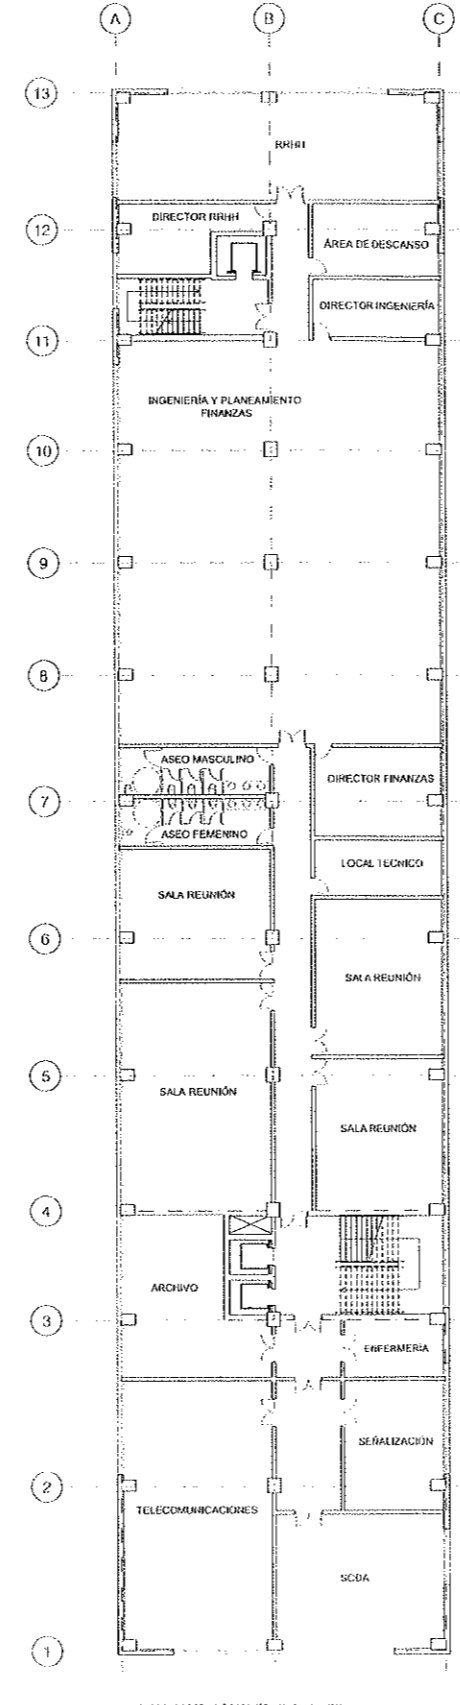 A B C
13
RRHH
DIRECTOR RRHH
12
ÁREA DE DESCANSO
DIRECTOR INGENIERÍA
11
INGENIERÍA Y PLANEAMIENTO
FINANZAS
10
9
8
ASEO MASCULINO
DIRECTOR FINANZAS
7
ASEO FEMENINO
LOCAL TECNICO
SALA REUNIÓN
6
SALA REUNIÓN
5
SALA REUNIÓN
SALA REUNIÓN
4
ARCHIVO
3
ENFERMERÍA
SEÑALIZACIÓN
2
TELECOMUNICACIONES
SCDA
1